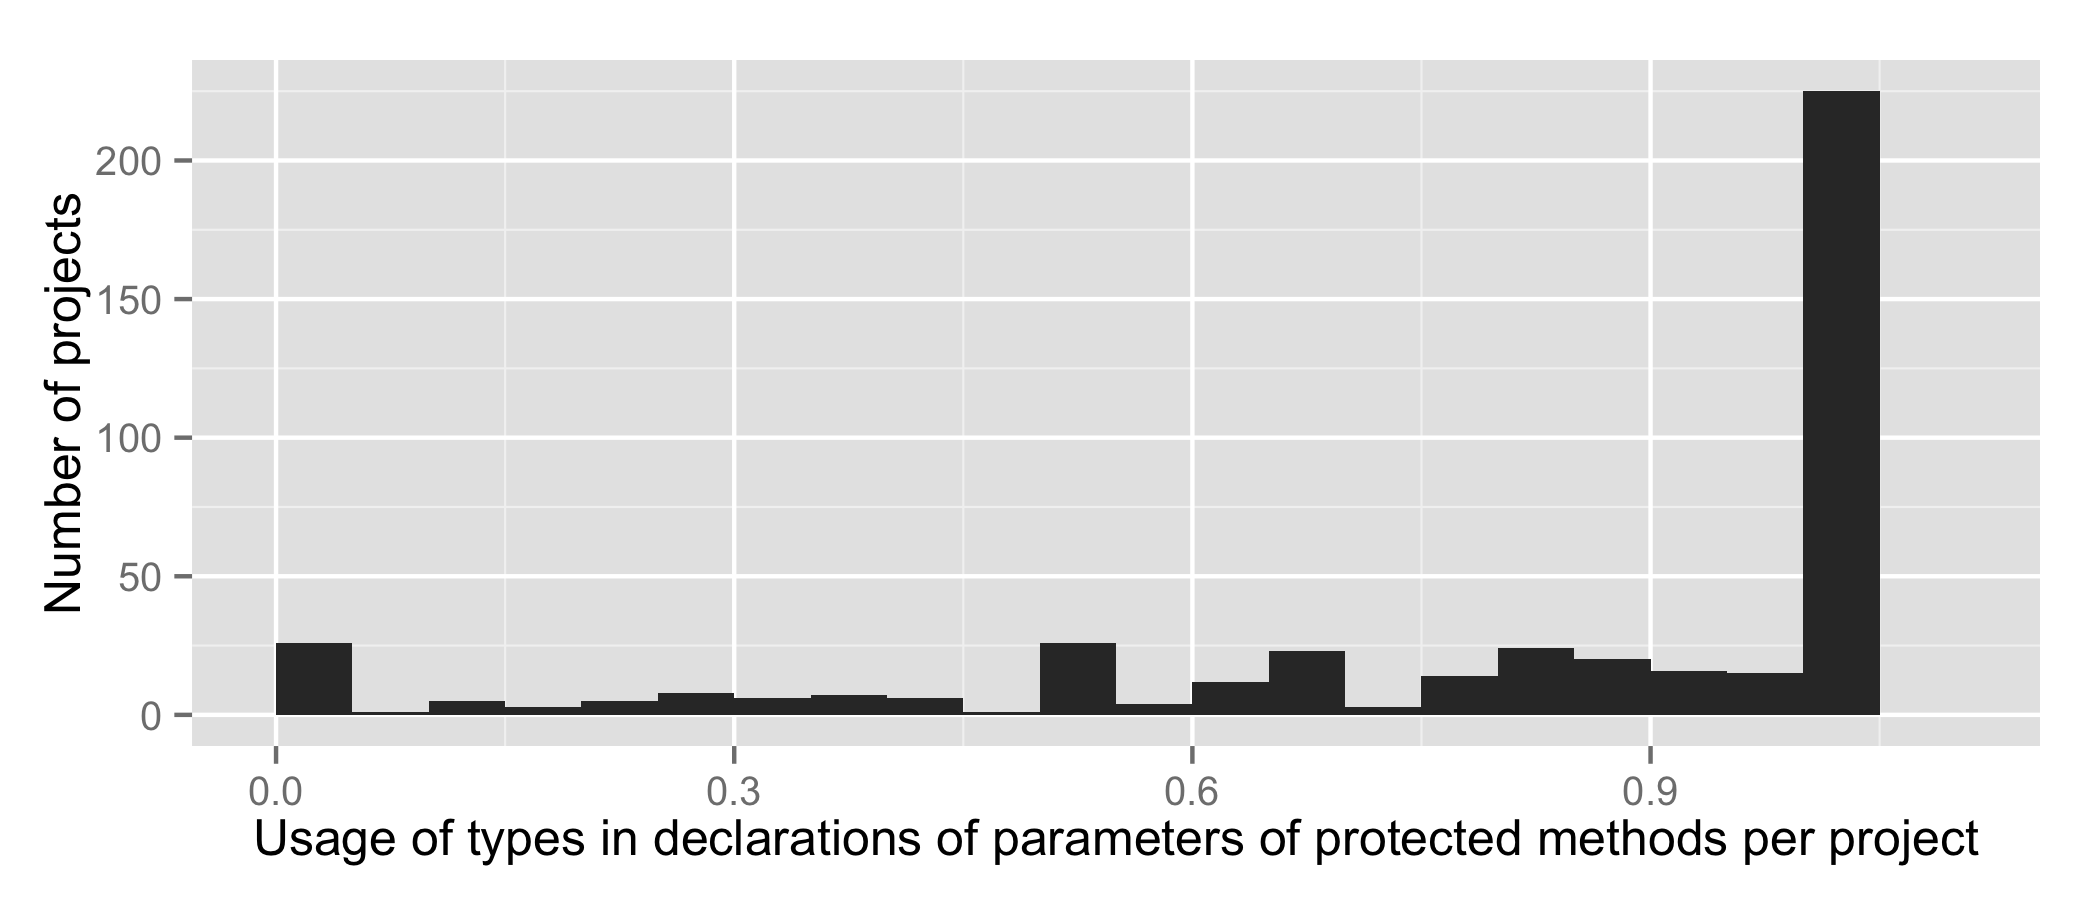 Number of projects
200
150
100
50
0
0.0 0.3 0.6 0.9
Usage of types in declarations of parameters of protected methods per project